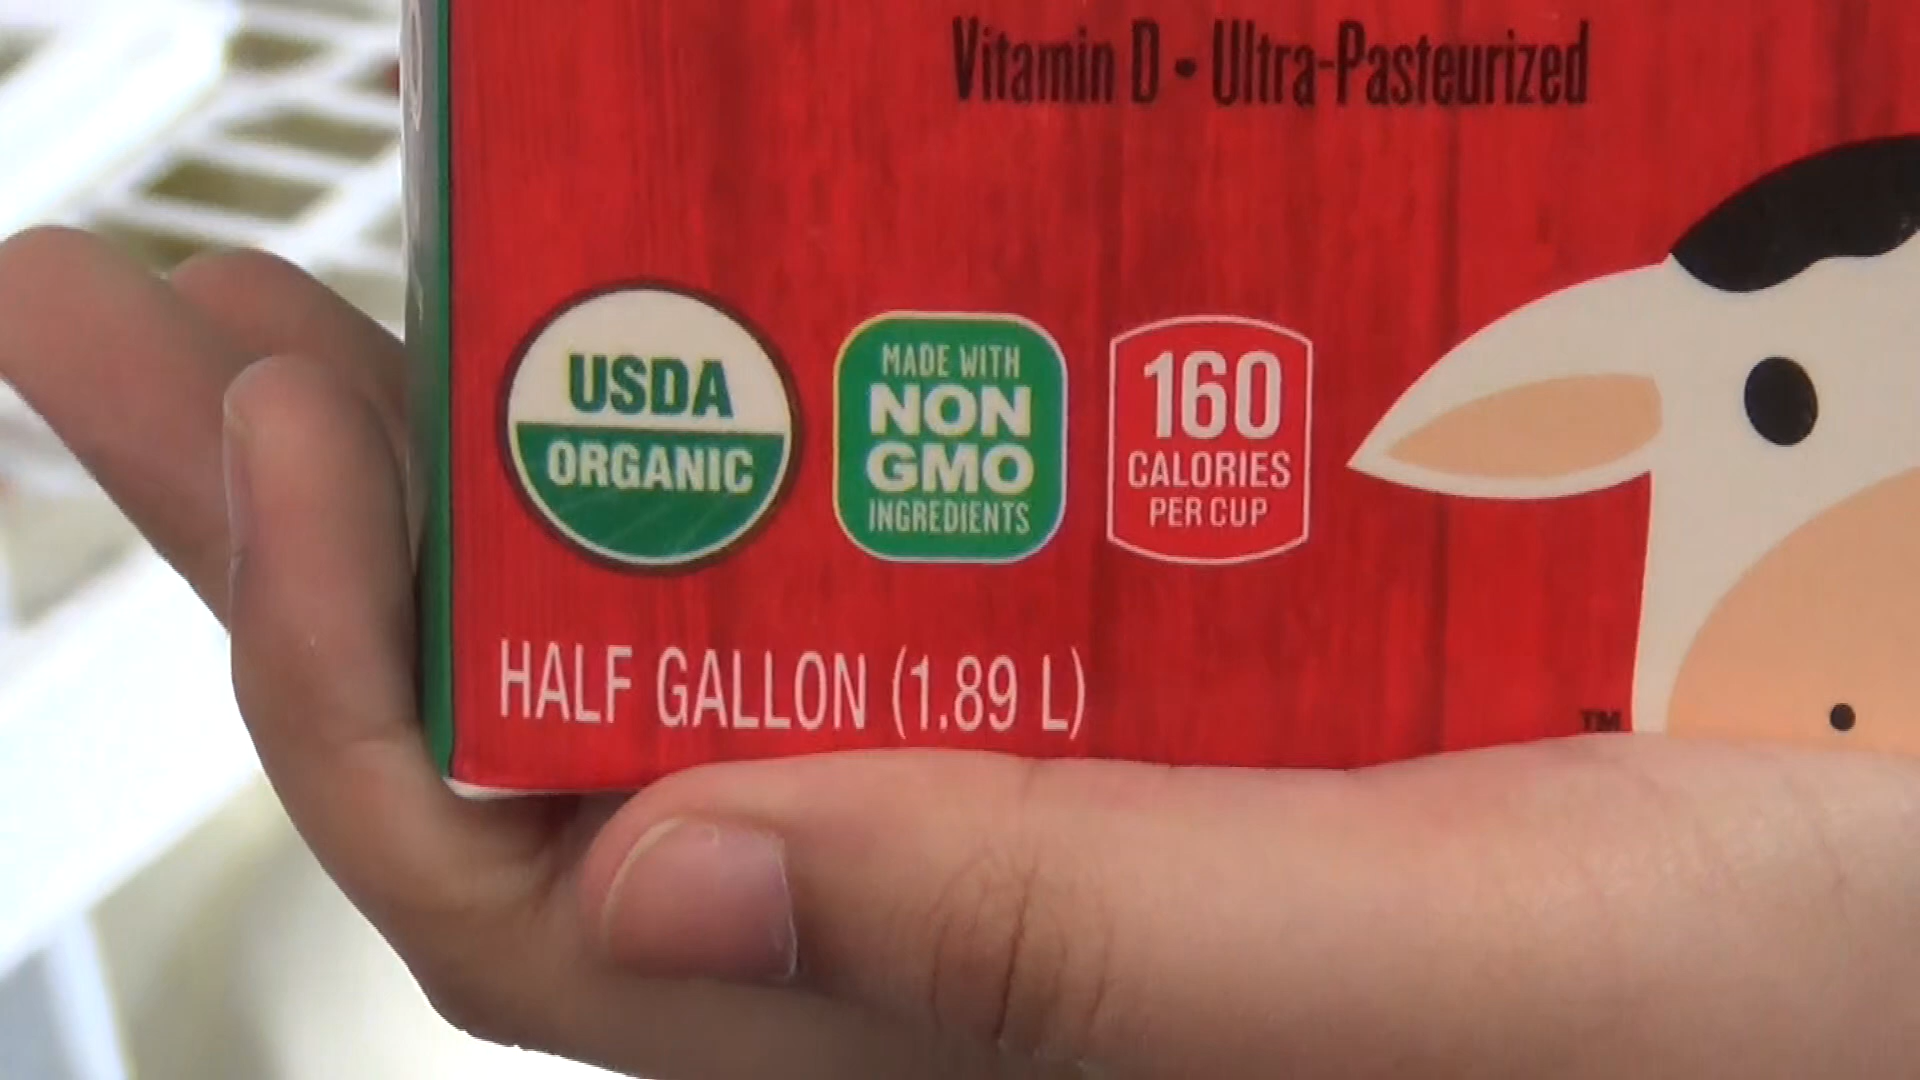 Vitamin D • Ultra-Pasteurized
USDA
ORGANIC
MADE WITH
NON
GMO
INGREDIENTS
160
CALORIES
PER CUP
HALF GALLON (1.89 L)
TM